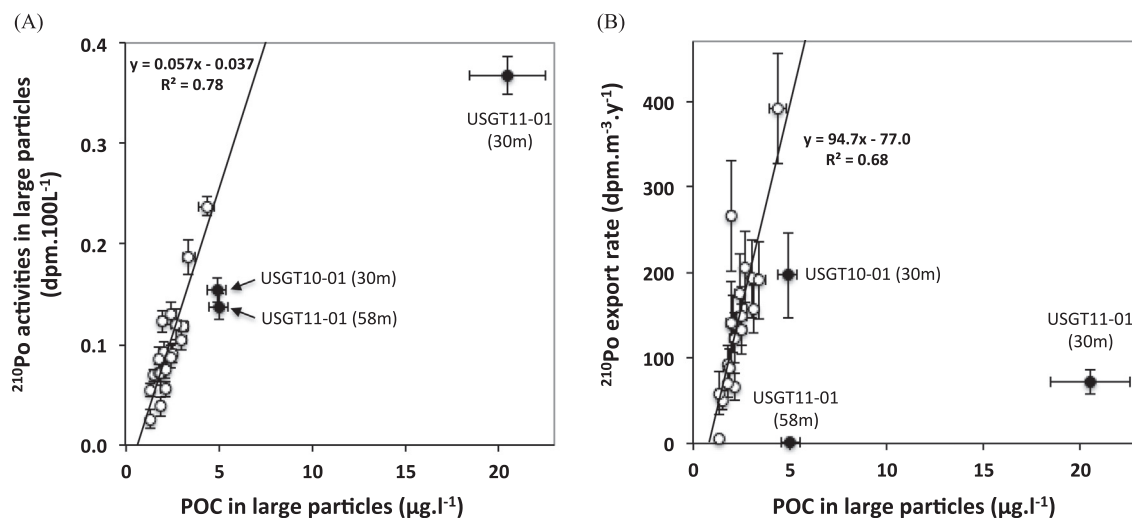 (A)
0.4
0.3
0.2
0.1
0.0
²¹⁰Po activities in large particles
(dpm.100L⁻¹)
y = 0.057x - 0.037
R² = 0.78
USGT11-01
(30m)
USGT10-01 (30m)
USGT11-01 (58m)
0 5 10 15 20
POC in large particles (µg.l⁻¹)
(B)
400
300
200
100
0
²¹⁰Po export rate (dpm.m⁻³.y⁻¹)
y = 94.7x - 77.0
R² = 0.68
USGT10-01 (30m)
USGT11-01
(30m)
USGT11-01
(58m)
0 5 10 15 20
POC in large particles (µg.l⁻¹)